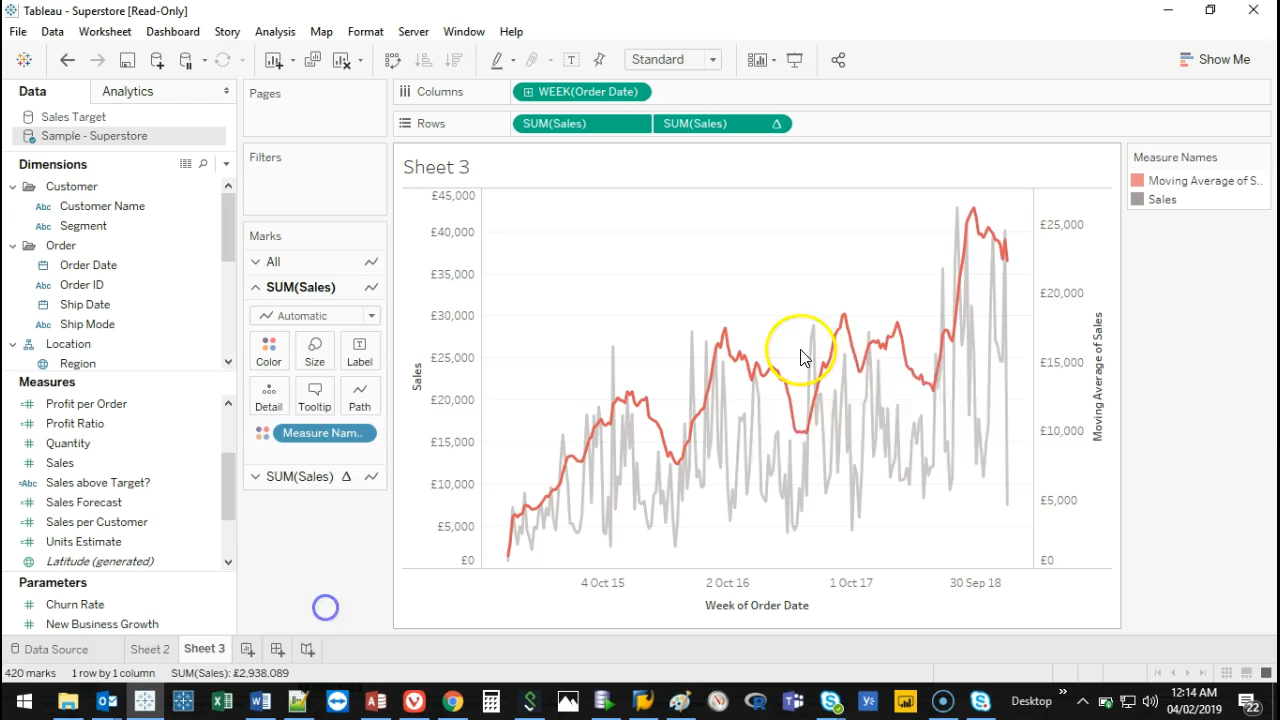 Tableau - Superstore [Read-Only]
File Data Worksheet Dashboard Story Analysis Map Format Server Window Help
Standard
Show Me
Data Analytics
Sales Target
Sample - Superstore
Dimensions
Customer
Abc Customer Name
Abc Segment
Order
Order Date
Abc Order ID
Ship Date
Abc Ship Mode
Location
Region
Measures
Profit per Order
Profit Ratio
Quantity
Sales
Abc Sales above Target?
Sales Forecast
Sales per Customer
Units Estimate
Latitude (generated)
Parameters
Churn Rate
New Business Growth
Pages
Filters
Marks
All
SUM(Sales)
Automatic
Color Size Label
Detail Tooltip Path
Measure Nam..
SUM(Sales) Δ
Columns WEEK(Order Date)
Rows SUM(Sales) SUM(Sales) Δ
Sheet 3
£45,000
£40,000
£35,000
£30,000
£25,000
£20,000
£15,000
£10,000
£5,000
£0
Sales
£25,000
£20,000
£15,000
£10,000
£5,000
£0
Moving Average of Sales
4 Oct 15 2 Oct 16 1 Oct 17 30 Sep 18
Week of Order Date
Measure Names
Moving Average of S..
Sales
Data Source Sheet 2 Sheet 3
420 marks 1 row by 1 column SUM(Sales): £2,938,089
Desktop
12:14 AM
04/02/2019
22